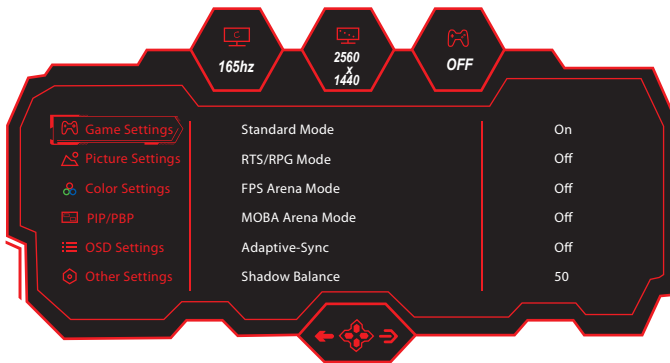 165hz
2560
x
1440
OFF
Game Settings
Standard Mode
On
Picture Settings
RTS/RPG Mode
Off
Color Settings
FPS Arena Mode
Off
PIP/PBP
MOBA Arena Mode
Off
OSD Settings
Adaptive-Sync
Off
Other Settings
Shadow Balance
50